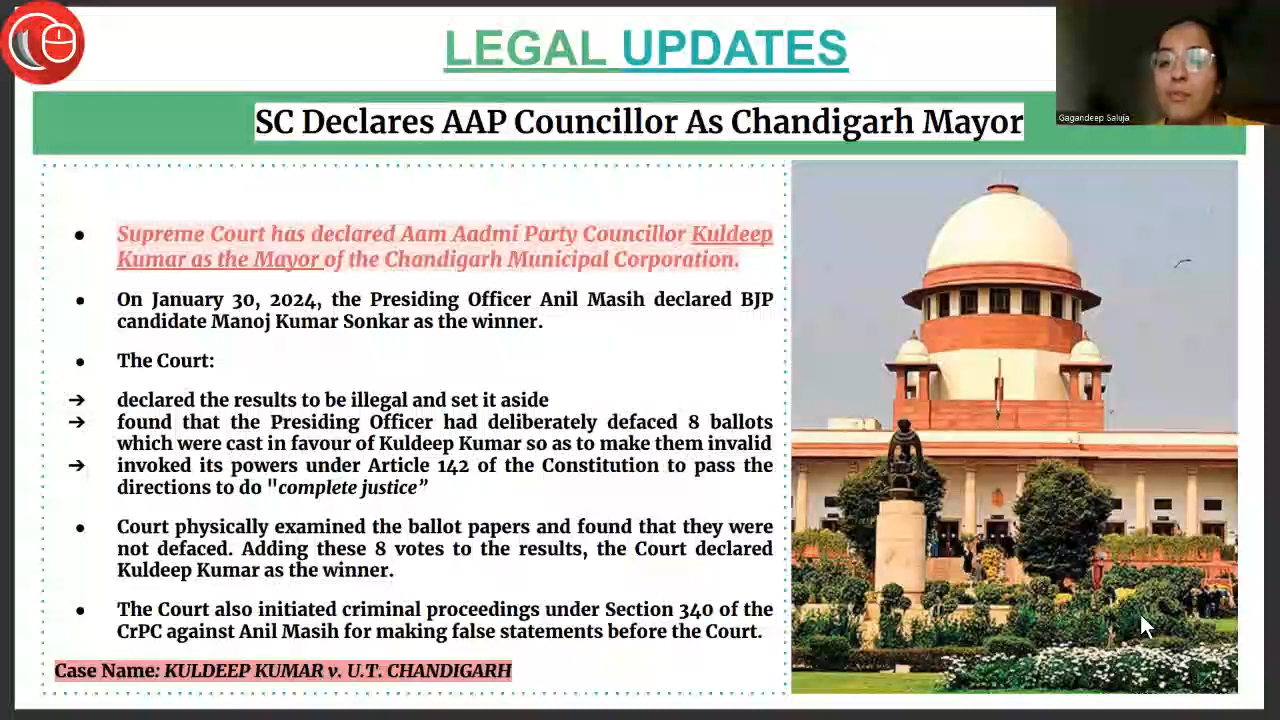 LEGAL UPDATES
SC Declares AAP Councillor As Chandigarh Mayor
Gagandeep Saluja
● Supreme Court has declared Aam Aadmi Party Councillor Kuldeep
Kumar as the Mayor of the Chandigarh Municipal Corporation.
● On January 30, 2024, the Presiding Officer Anil Masih declared BJP
candidate Manoj Kumar Sonkar as the winner.
● The Court:
➔ declared the results to be illegal and set it aside
➔ found that the Presiding Officer had deliberately defaced 8 ballots
which were cast in favour of Kuldeep Kumar so as to make them invalid
➔ invoked its powers under Article 142 of the Constitution to pass the
directions to do "complete justice”
● Court physically examined the ballot papers and found that they were
not defaced. Adding these 8 votes to the results, the Court declared
Kuldeep Kumar as the winner.
● The Court also initiated criminal proceedings under Section 340 of the
CrPC against Anil Masih for making false statements before the Court.
Case Name: KULDEEP KUMAR v. U.T. CHANDIGARH